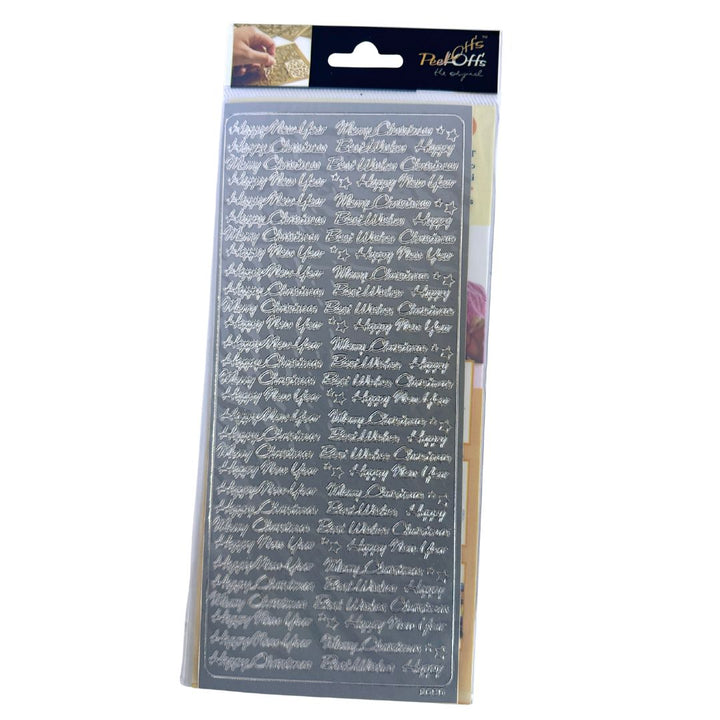 Off's
Peel Off's
the original
Happy New Year Merry Christmas
Happy Christmas Best Wishes Happy
Merry Christmas Best Wishes Christmas
Happy New Year Happy New Year
Happy New Year Merry Christmas
Happy Christmas Best Wishes Happy
Merry Christmas Best Wishes Christmas
Happy New Year Happy New Year
Happy New Year Merry Christmas
Happy Christmas Best Wishes Happy
Merry Christmas Best Wishes Christmas
Happy New Year Happy New Year
Happy New Year Merry Christmas
Happy Christmas Best Wishes Happy
Merry Christmas Best Wishes Christmas
Happy New Year Happy New Year
Happy New Year Merry Christmas
Happy Christmas Best Wishes Happy
Merry Christmas Best Wishes Christmas
Happy New Year Happy New Year
Happy New Year Merry Christmas
Happy Christmas Best Wishes Happy
Merry Christmas Best Wishes Christmas
Happy New Year Happy New Year
Happy New Year Merry Christmas
Happy Christmas Best Wishes Happy
Merry Christmas Best Wishes Christmas
Happy New Year Happy New Year
Happy New Year Merry Christmas
Happy Christmas Best Wishes Happy